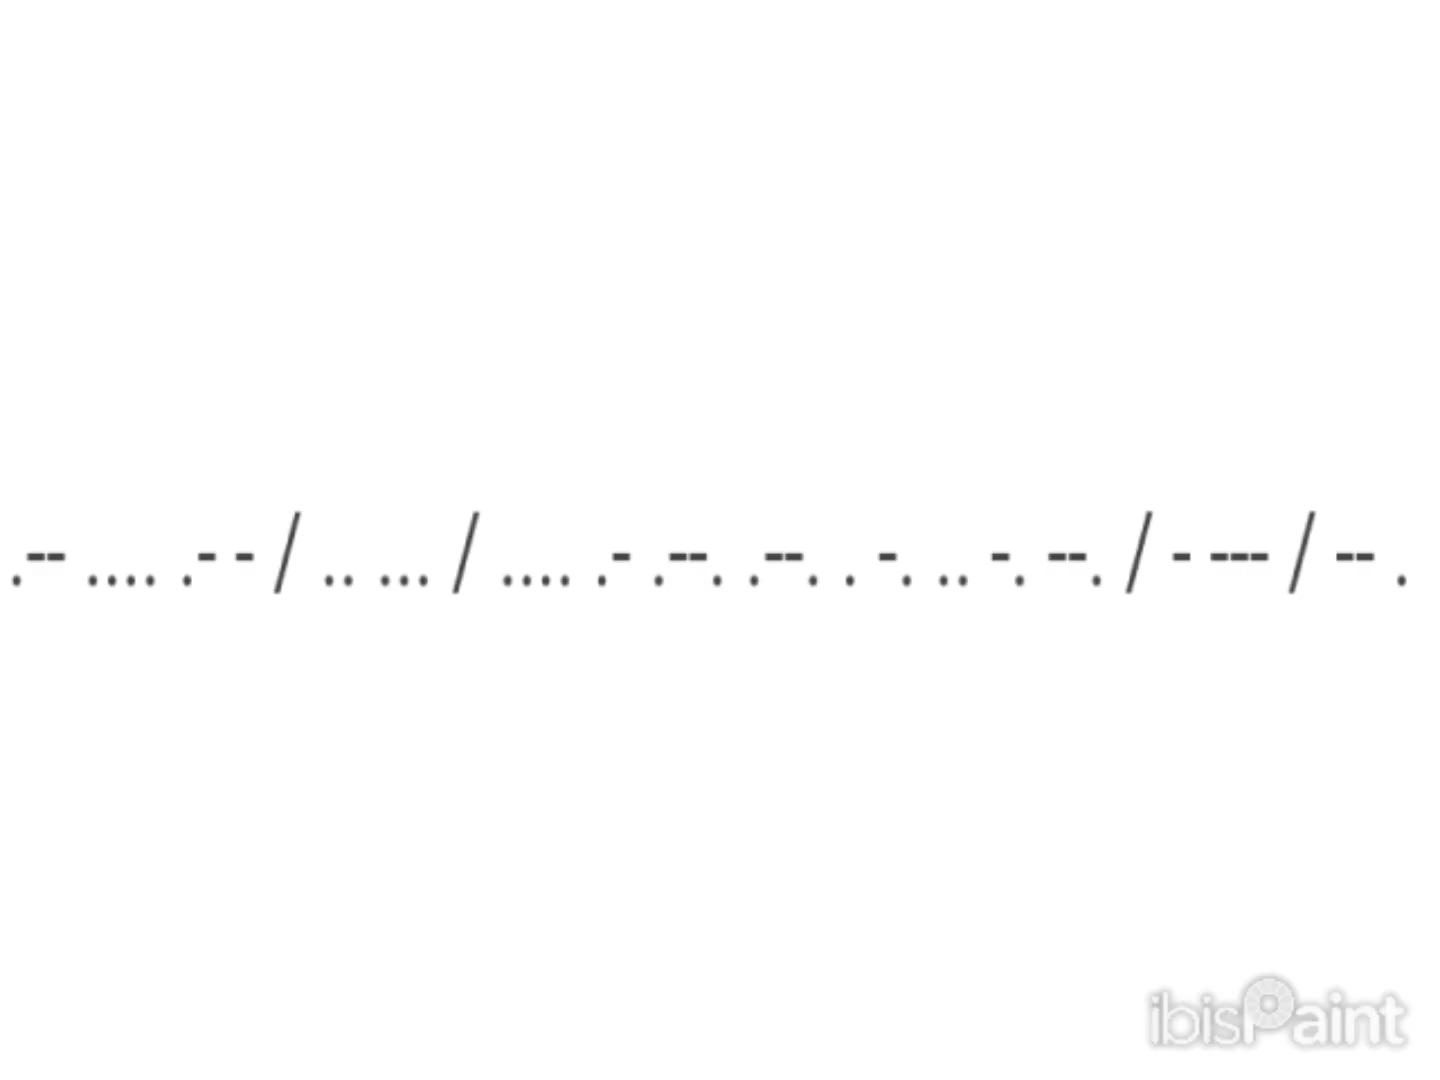 .-- .... .- - / .. ... / .... .- .--. .--. . -. .. -. --. / - --- / -- .
ibisPaint